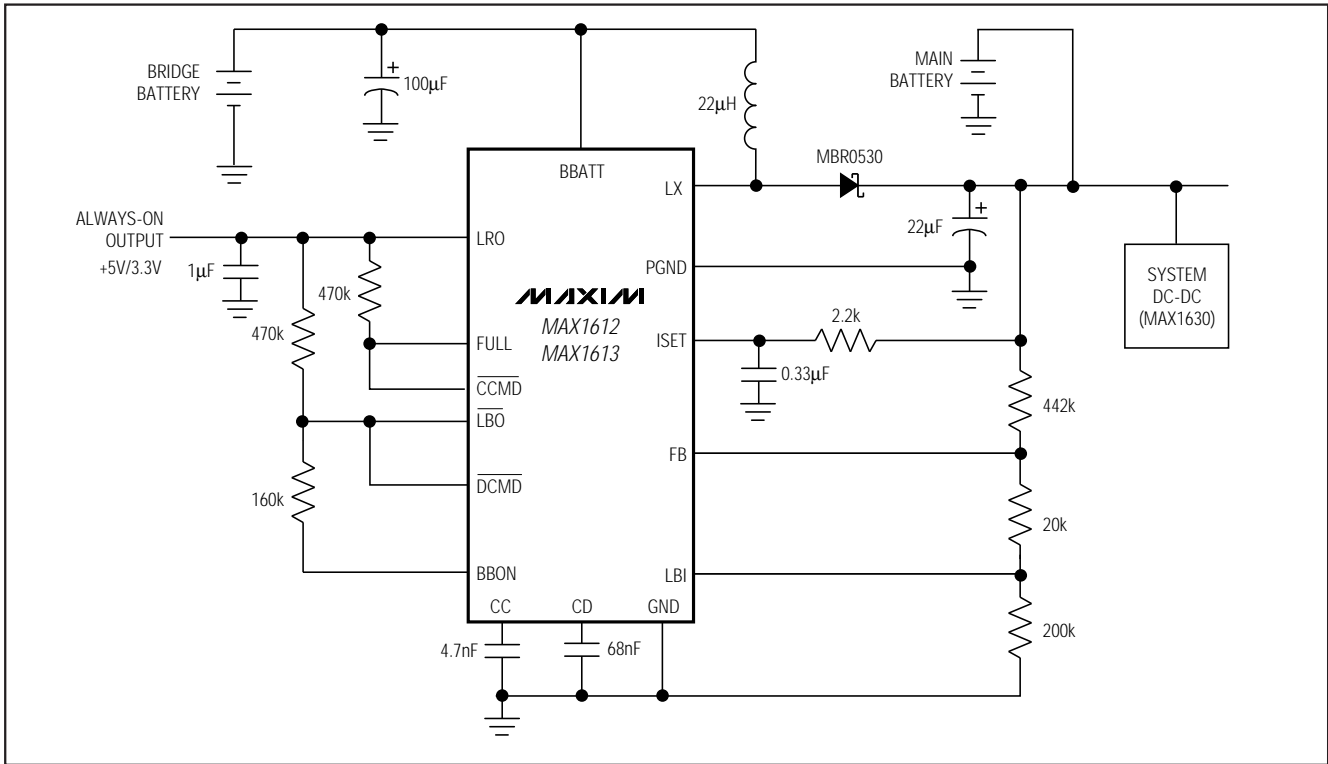 BRIDGE
BATTERY
100µF
22µH
MAIN
BATTERY
MBR0530
BBATT
LX
ALWAYS-ON
OUTPUT
+5V/3.3V
1µF
LRO
470k
470k
22µF
PGND
SYSTEM
DC-DC
(MAX1630)
MAXIM
MAX1612
MAX1613
FULL
CCMD
ISET
2.2k
0.33µF
LBO
442k
FB
DCMD
160k
20k
BBON
LBI
CC
CD
GND
4.7nF
68nF
200k